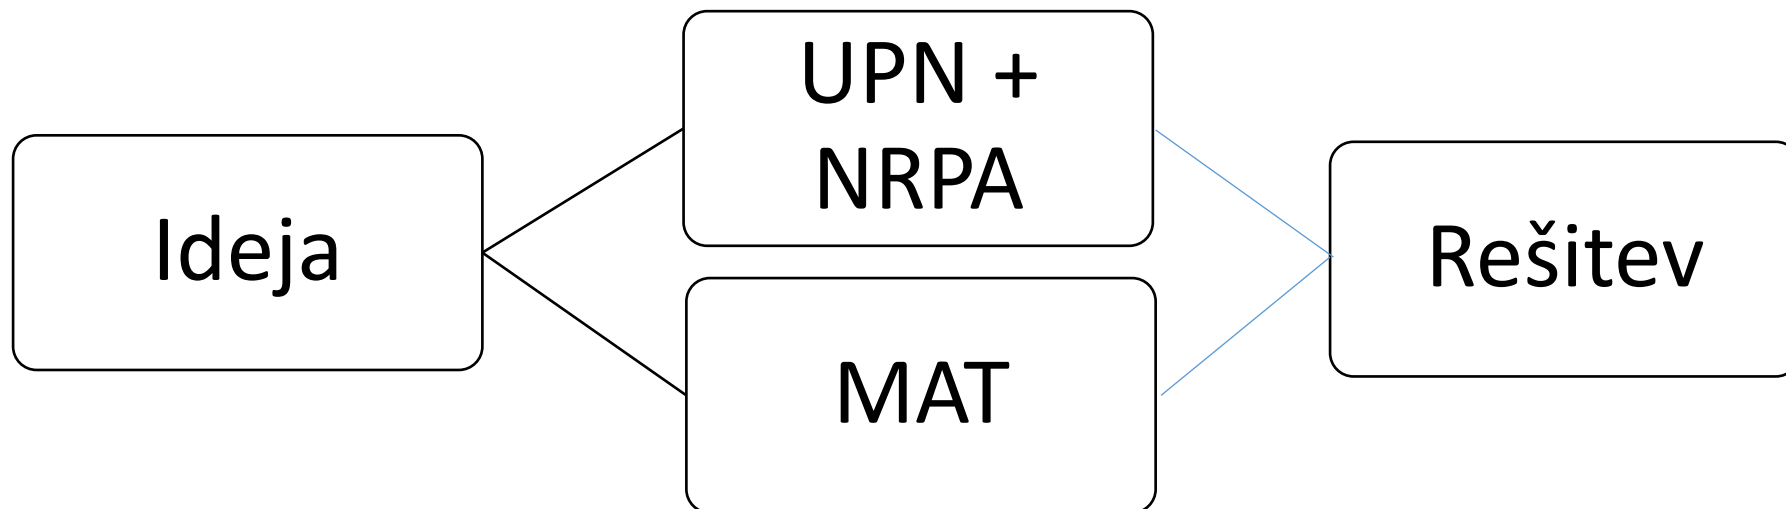 Ideja
UPN +
NRPA
MAT
Rešitev